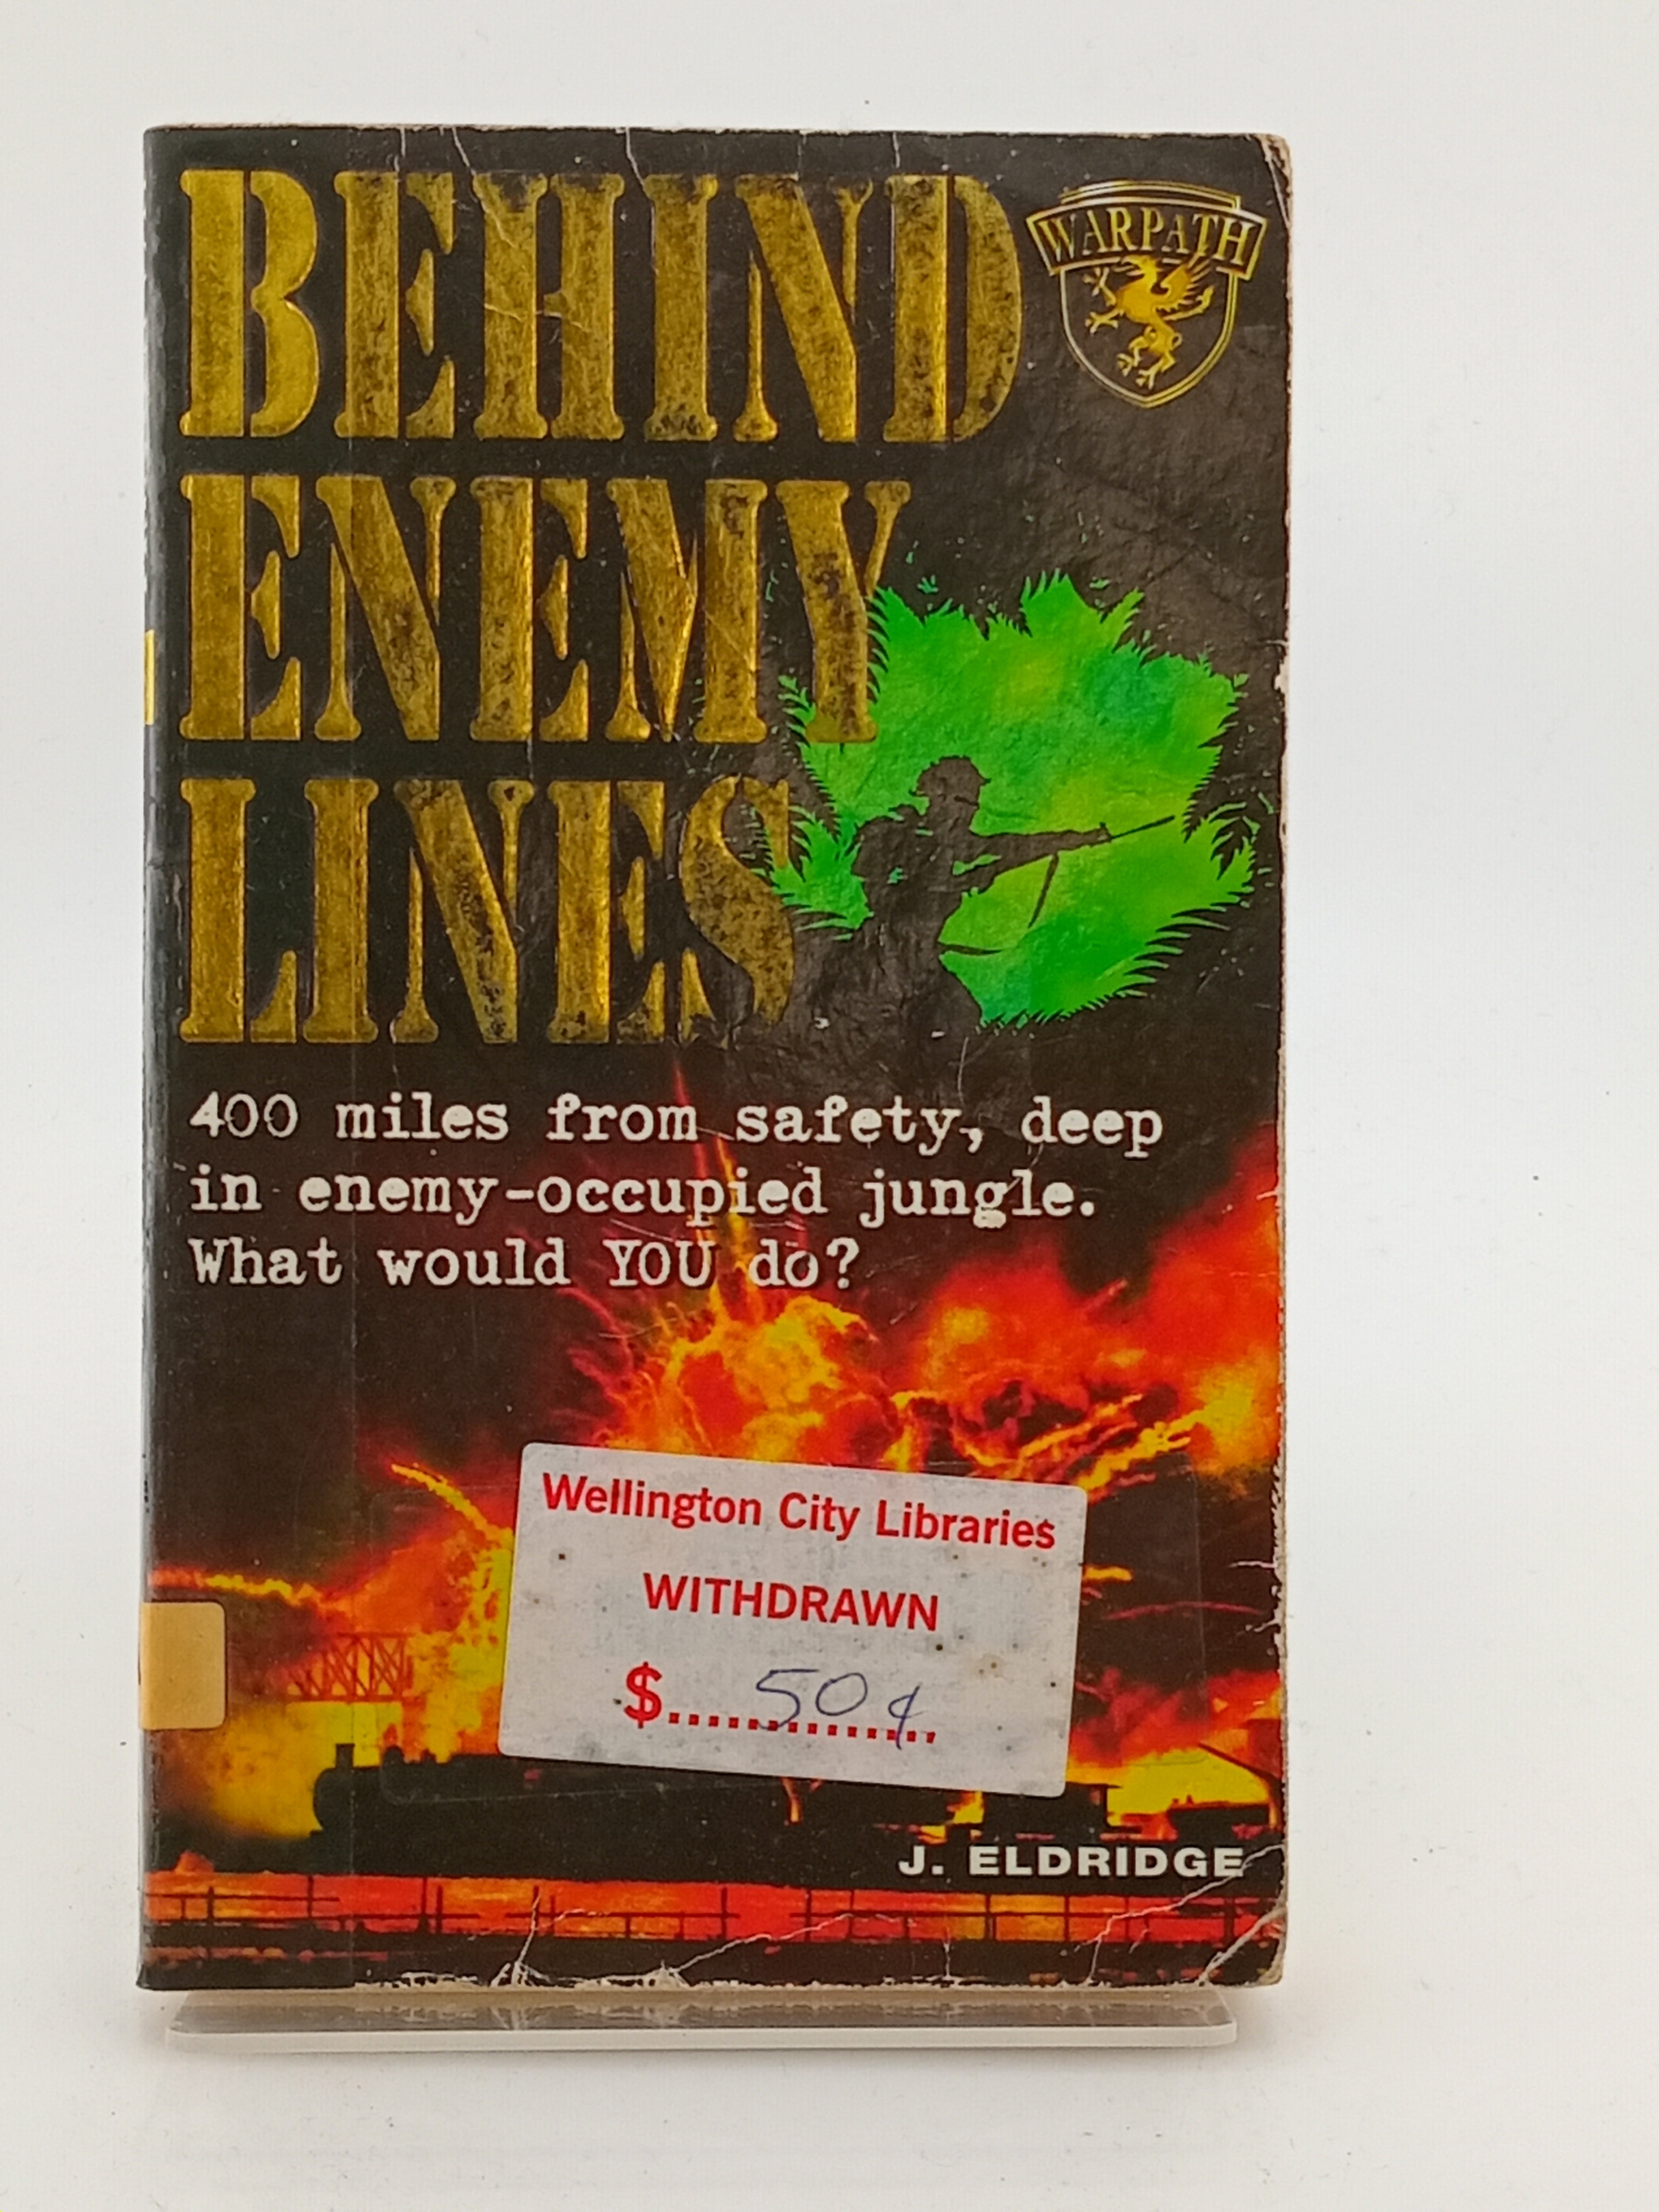 BEHIND
WARPATH
ENEMY
LINES
400 miles from safety, deep
in enemy-occupied jungle.
What would YOU do?
Wellington City Libraries
WITHDRAWN
$..............50¢
J. ELDRIDGE